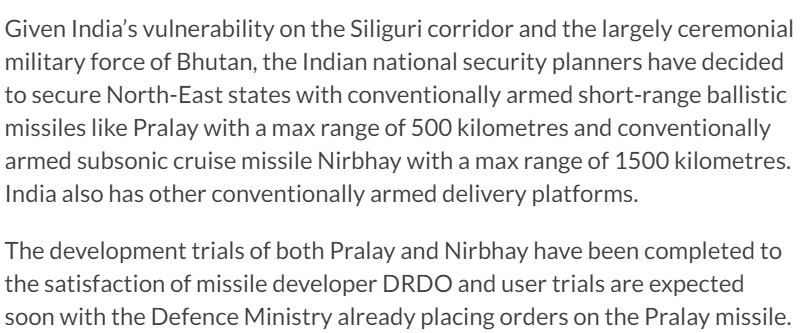 Given India’s vulnerability on the Siliguri corridor and the largely ceremonial
military force of Bhutan, the Indian national security planners have decided
to secure North-East states with conventionally armed short-range ballistic
missiles like Pralay with a max range of 500 kilometres and conventionally
armed subsonic cruise missile Nirbhay with a max range of 1500 kilometres.
India also has other conventionally armed delivery platforms.
The development trials of both Pralay and Nirbhay have been completed to
the satisfaction of missile developer DRDO and user trials are expected
soon with the Defence Ministry already placing orders on the Pralay missile.